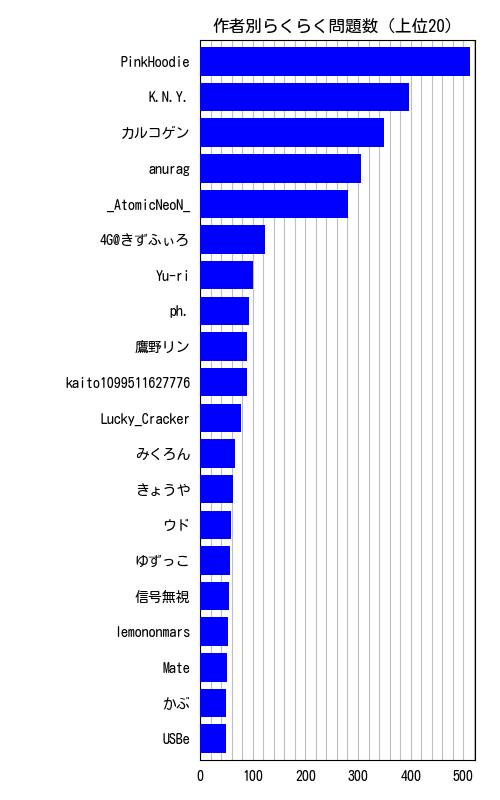 作者別らくらく問題数 (上位20)
PinkHoodie
K.N.Y.
カルコゲン
anurag
_AtomicNeoN_
4G@きずふぃろ
Yu-ri
ph.
鷹野リン
kaito1099511627776
Lucky_Cracker
みくろん
きょうや
ウド
ゆずっこ
信号無視
lemononmars
Mate
かぶ
USBe
0 100 200 300 400 500